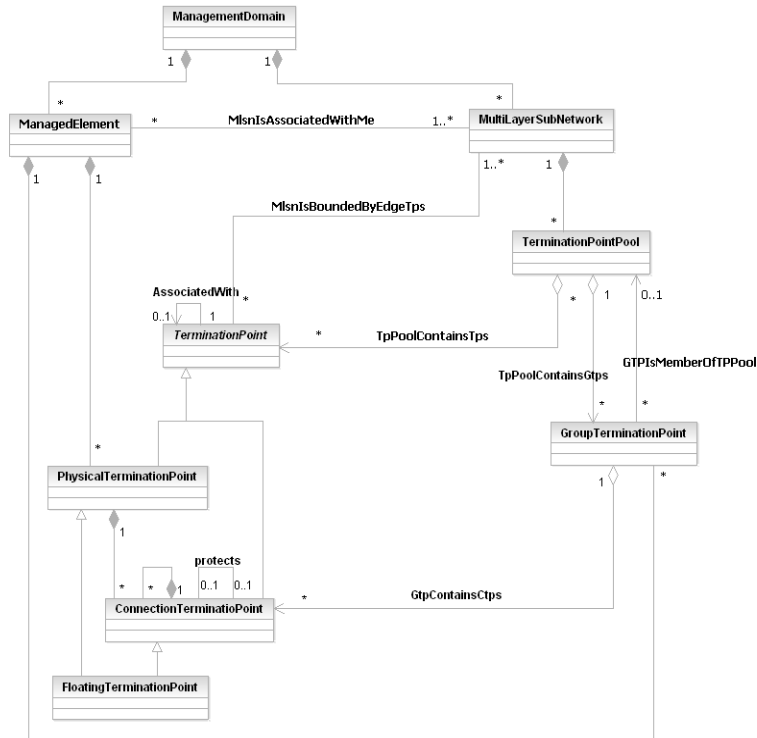 ManagementDomain
1
1
*
*
ManagedElement
*
MlsnIsAssociatedWithMe
1..*
MultiLayerSubNetwork
1
1
1..*
1
MlsnIsBoundedByEdgeTps
*
TerminationPointPool
AssociatedWith
0..1
1
*
*
1
0..1
TerminationPoint
*
TpPoolContainsTps
GTPIsMemberOfTPPool
TpPoolContainsGtps
*
*
GroupTerminationPoint
*
PhysicalTerminationPoint
1
*
1
protects
*
*
1
0..1
0..1
ConnectionTerminatioPoint
*
GtpContainsCtps
FloatingTerminationPoint